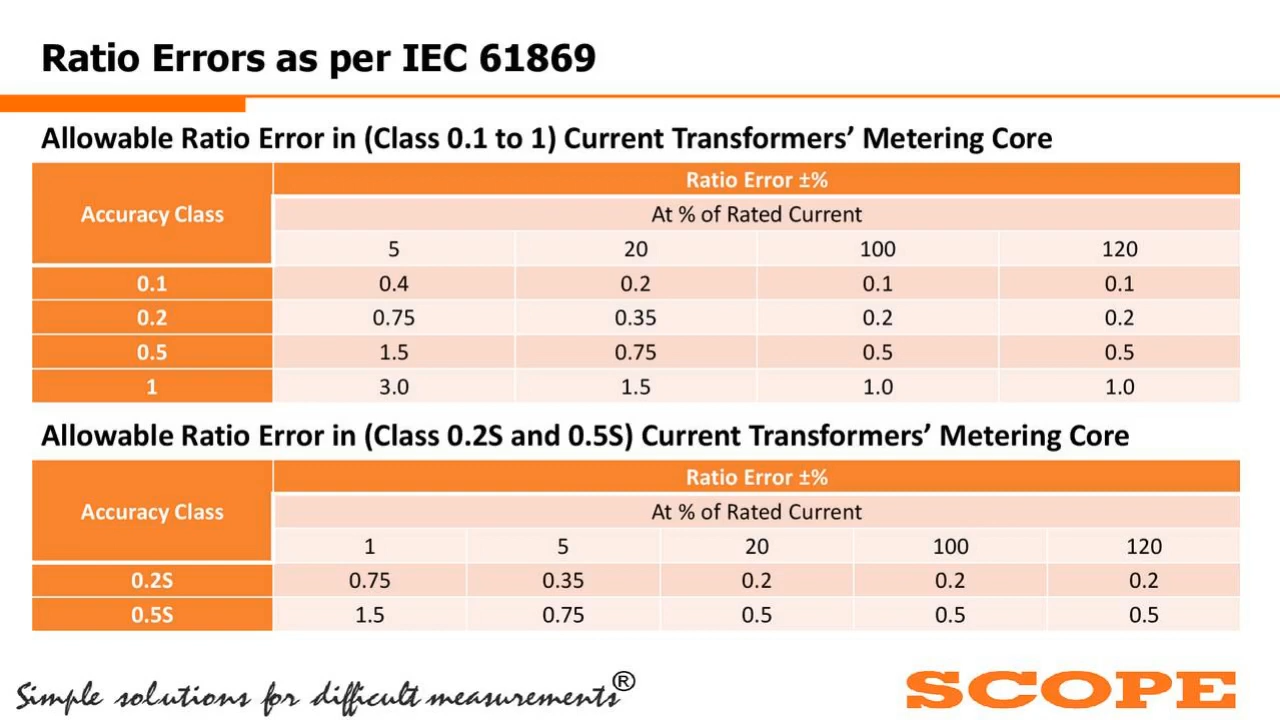 Ratio Errors as per IEC 61869
Allowable Ratio Error in (Class 0.1 to 1) Current Transformers’ Metering Core
Accuracy Class
Ratio Error ±%
At % of Rated Current
5 20 100 120
0.1 0.4 0.2 0.1 0.1
0.2 0.75 0.35 0.2 0.2
0.5 1.5 0.75 0.5 0.5
1 3.0 1.5 1.0 1.0
Allowable Ratio Error in (Class 0.2S and 0.5S) Current Transformers’ Metering Core
Accuracy Class
Ratio Error ±%
At % of Rated Current
1 5 20 100 120
0.2S 0.75 0.35 0.2 0.2 0.2
0.5S 1.5 0.75 0.5 0.5 0.5
Simple solutions for difficult measurements®
SCOPE